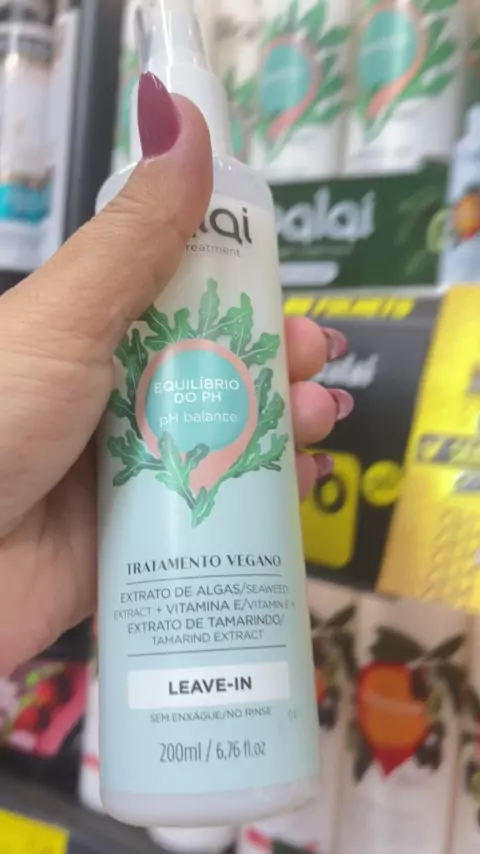 EQUILÍBRIO
DO PH
pH balance
TRATAMENTO VEGANO
EXTRATO DE ALGAS/SEAWEED
EXTRACT + VITAMINA E/VITAMIN E +
EXTRATO DE TAMARINDO/
TAMARIND EXTRACT
LEAVE-IN
SEM ENXÁGUE/NO RINSE
200ml / 6,76 fl.oz